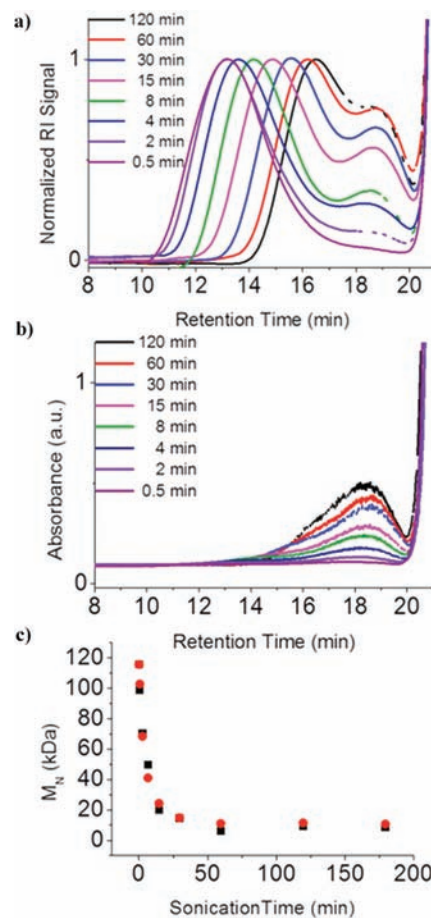 a)
1
Normalized RI Signal
0
120 min
60 min
30 min
15 min
8 min
4 min
2 min
0.5 min
8 10 12 14 16 18 20
Retention Time (min)
b)
1
Absorbance (a.u.)
0
120 min
60 min
30 min
15 min
8 min
4 min
2 min
0.5 min
8 10 12 14 16 18 20
Retention Time (min)
c)
120
100
80
60
40
20
0
M_N (kDa)
0 50 100 150 200
Sonication Time (min)